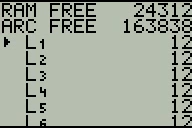 RAM FREE 24312
ARC FREE 163838
▶ L₁ 12
L₂ 12
L₃ 12
L₄ 12
L₅ 12
L₆ 12